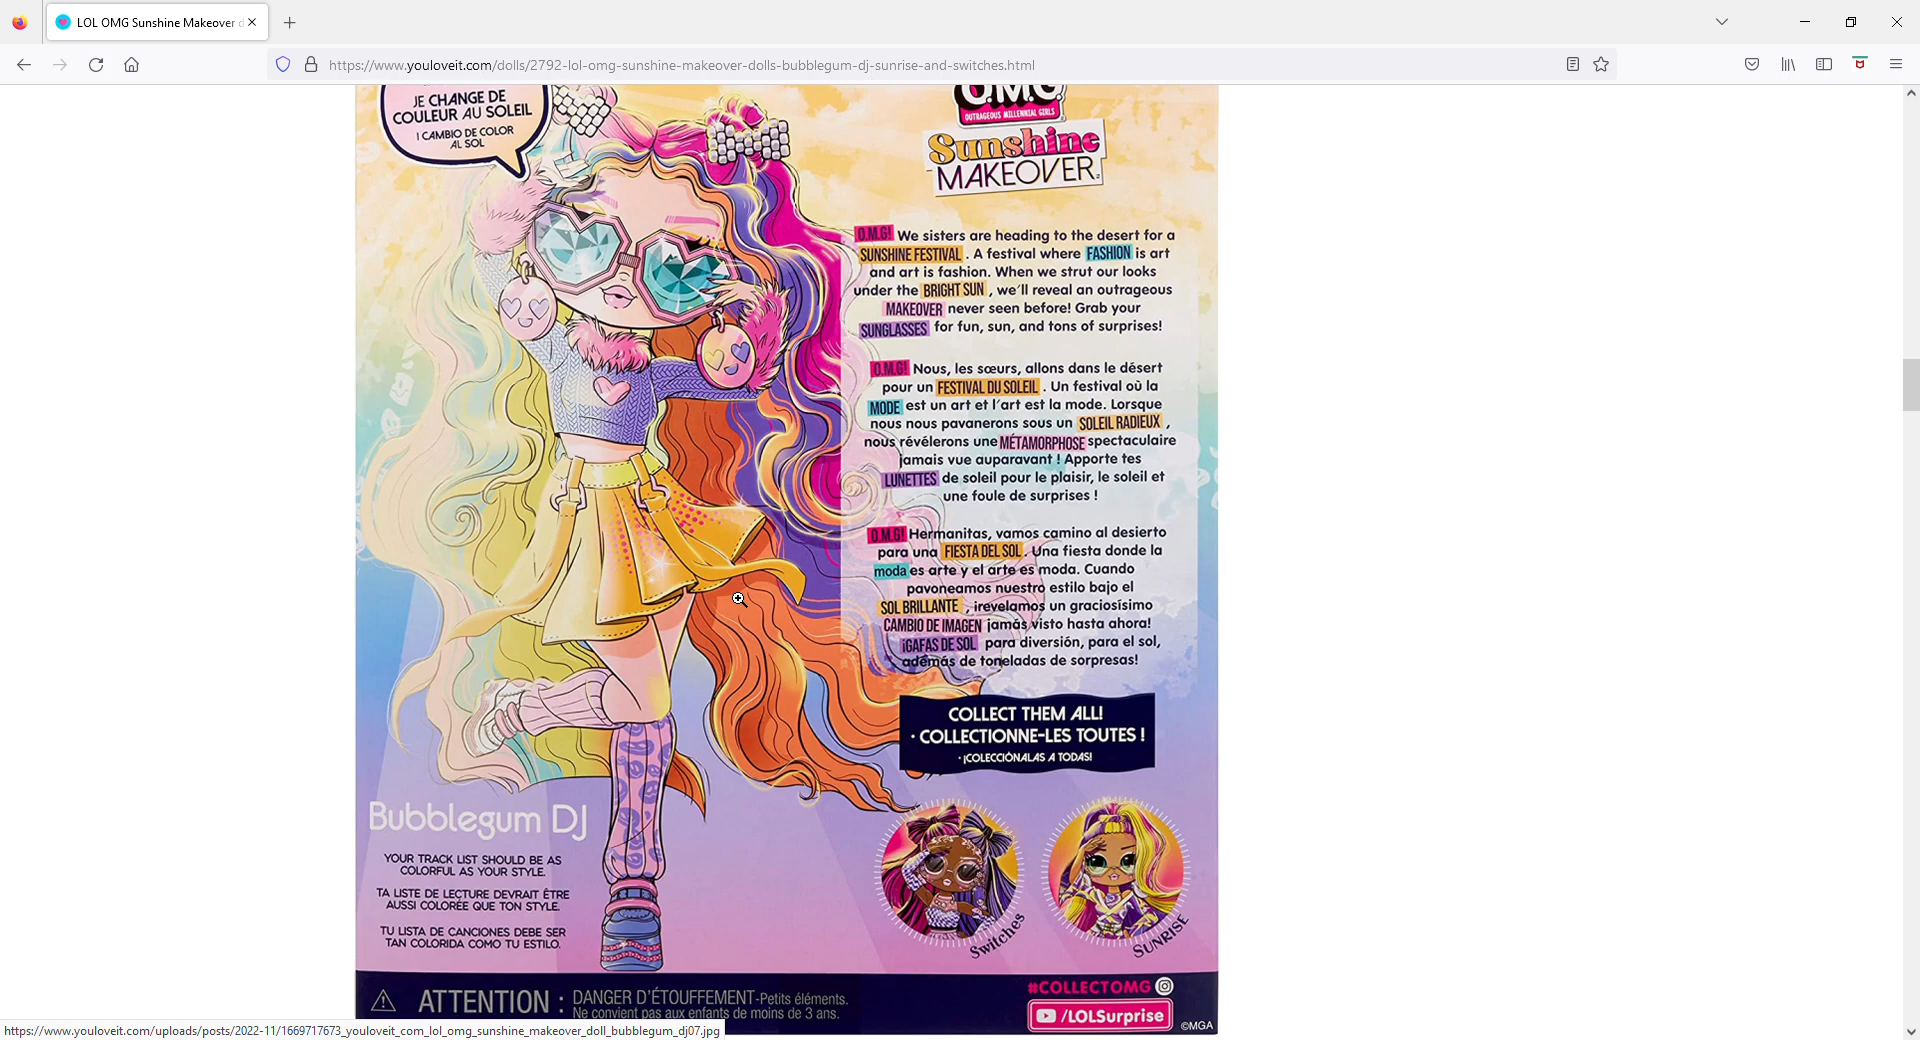 LOL OMG Sunshine Makeover d
https://www.youloveit.com/dolls/2792-lol-omg-sunshine-makeover-dolls-bubblegum-dj-sunrise-and-switches.html
JE CHANGE DE
COULEUR AU SOLEIL
¡ CAMBIO DE COLOR
AL SOL
O.M.G.
OUTRAGEOUS MILLENNIAL GIRLS
Sunshine
MAKEOVER
O.M.G! We sisters are heading to the desert for a
SUNSHINE FESTIVAL . A festival where FASHION is art
and art is fashion. When we strut our looks
under the BRIGHT SUN , we'll reveal an outrageous
MAKEOVER never seen before! Grab your
SUNGLASSES for fun, sun, and tons of surprises!
O.M.G! Nous, les sœurs, allons dans le désert
pour un FESTIVAL DU SOLEIL . Un festival où la
MODE est un art et l'art est la mode. Lorsque
nous nous pavanerons sous un SOLEIL RADIEUX ,
nous révélerons une MÉTAMORPHOSE spectaculaire
jamais vue auparavant ! Apporte tes
LUNETTES de soleil pour le plaisir, le soleil et
une foule de surprises !
O.M.G! Hermanitas, vamos camino al desierto
para una FIESTA DEL SOL . Una fiesta donde la
moda es arte y el arte es moda. Cuando
pavoneamos nuestro estilo bajo el
SOL BRILLANTE , ¡revelamos un graciosísimo
CAMBIO DE IMAGEN jamás visto hasta ahora!
¡GAFAS DE SOL para diversión, para el sol,
además de toneladas de sorpresas!
COLLECT THEM ALL!
· COLLECTIONNE-LES TOUTES !
· ¡COLECCIÓNALAS A TODAS!
Bubblegum DJ
YOUR TRACK LIST SHOULD BE AS
COLORFUL AS YOUR STYLE.
TA LISTE DE LECTURE DEVRAIT ÊTRE
AUSSI COLORÉE QUE TON STYLE.
TU LISTA DE CANCIONES DEBE SER
TAN COLORIDA COMO TU ESTILO.
Switches
SUNRISE
ATTENTION :
DANGER D'ÉTOUFFEMENT-Petits éléments.
Ne convient pas aux enfants de moins de 3 ans.
#COLLECTOMG
/LOLSurprise
©MGA
https://www.youloveit.com/uploads/posts/2022-11/1669717673_youloveit_com_lol_omg_sunshine_makeover_doll_bubblegum_dj07.jpg